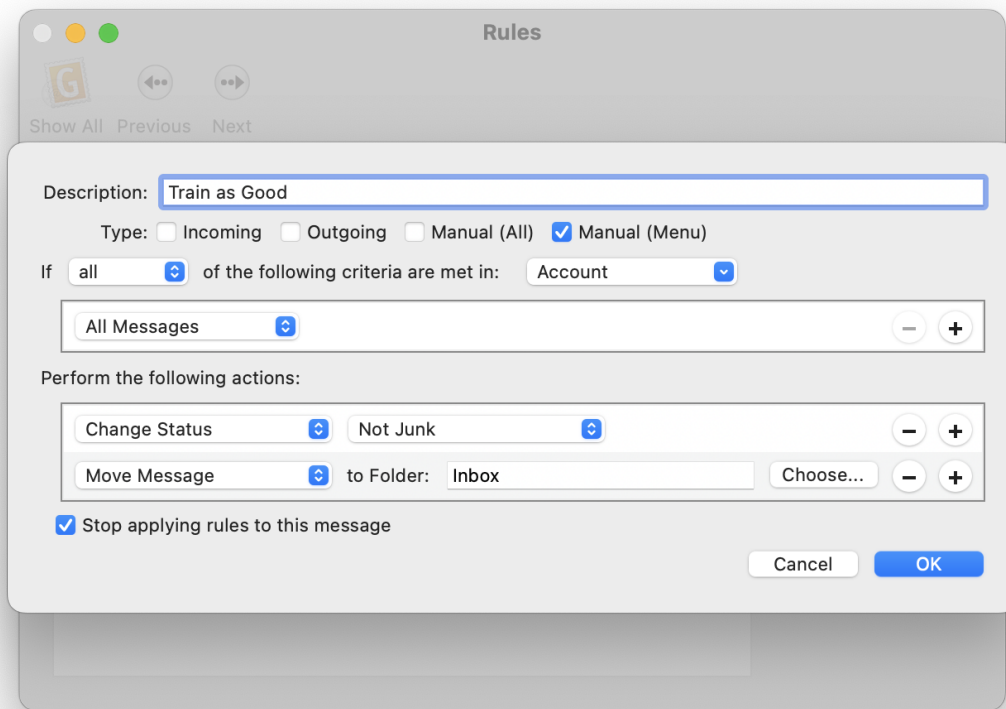 Rules
G
Show All Previous Next
Description: Train as Good
Type: Incoming Outgoing Manual (All) Manual (Menu)
If all of the following criteria are met in: Account
All Messages
Perform the following actions:
Change Status Not Junk
Move Message to Folder: Inbox Choose...
Stop applying rules to this message
Cancel OK